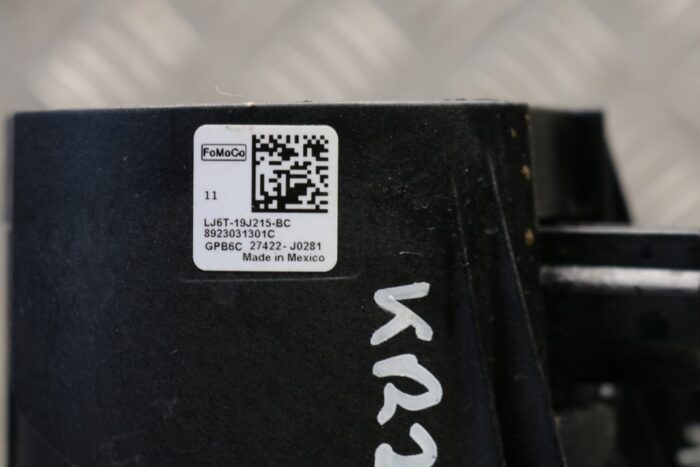 FoMoCo
11
LJ6T-19J215-BC
8923031301C
GPB6C 27422- J0281
Made in Mexico